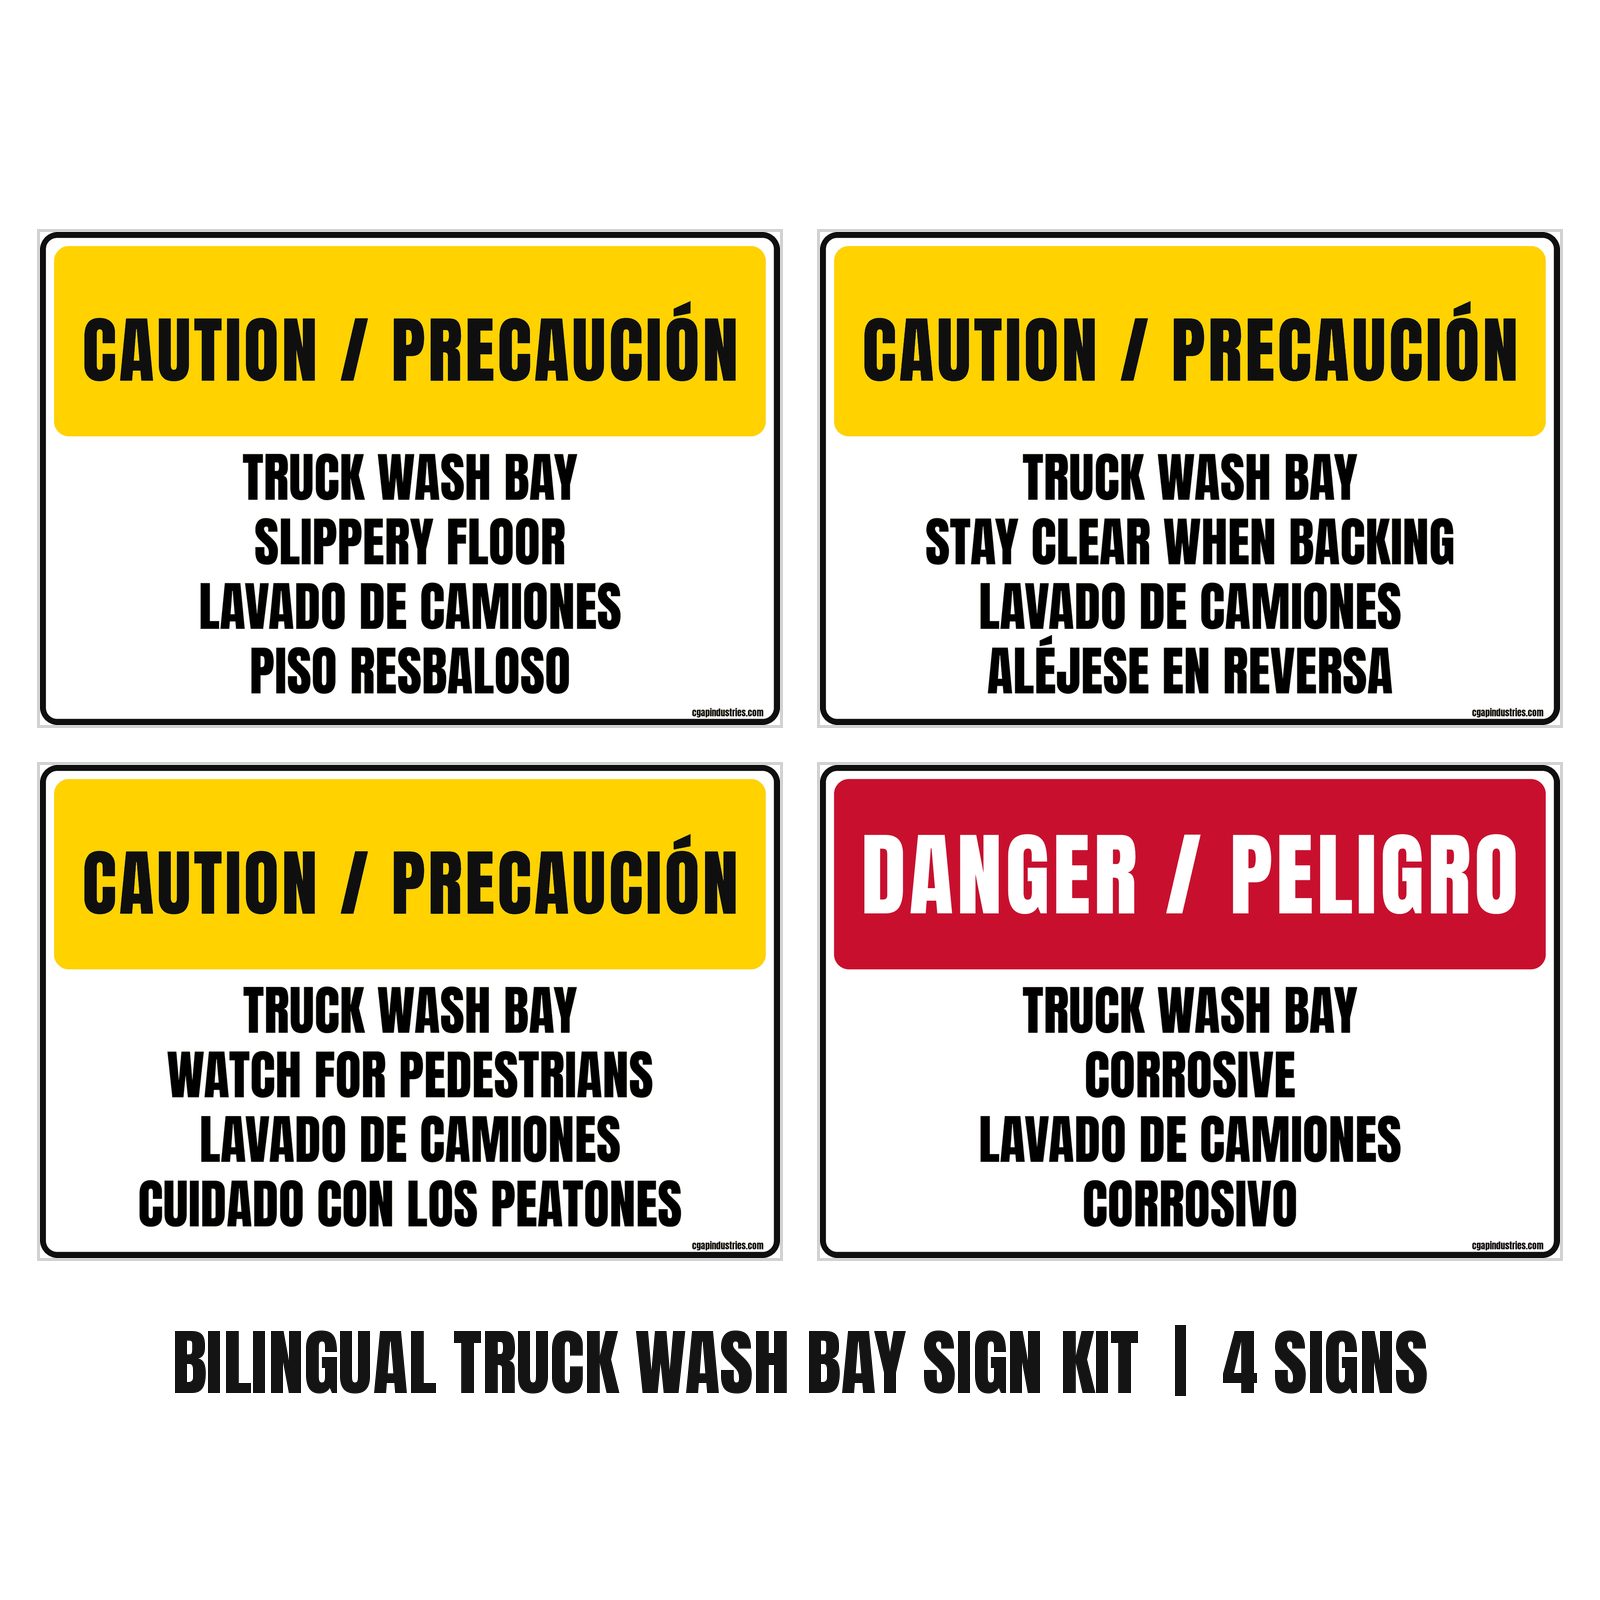 CAUTION / PRECAUCIÓN
TRUCK WASH BAY
SLIPPERY FLOOR
LAVADO DE CAMIONES
PISO RESBALOSO
cgapindustries.com
CAUTION / PRECAUCIÓN
TRUCK WASH BAY
STAY CLEAR WHEN BACKING
LAVADO DE CAMIONES
ALÉJESE EN REVERSA
cgapindustries.com
CAUTION / PRECAUCIÓN
TRUCK WASH BAY
WATCH FOR PEDESTRIANS
LAVADO DE CAMIONES
CUIDADO CON LOS PEATONES
cgapindustries.com
DANGER / PELIGRO
TRUCK WASH BAY
CORROSIVE
LAVADO DE CAMIONES
CORROSIVO
cgapindustries.com
BILINGUAL TRUCK WASH BAY SIGN KIT | 4 SIGNS